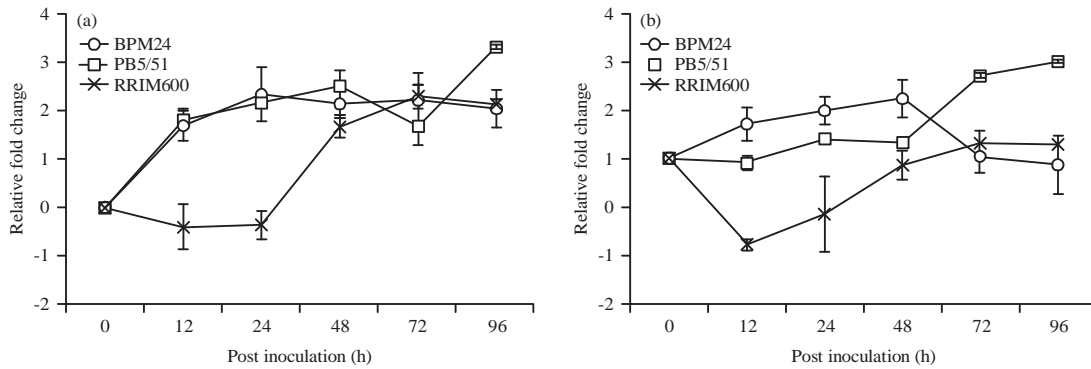 (a)
BPM24
PB5/51
RRIM600
4
3
2
1
0
-1
-2
Relative fold change
0 12 24 48 72 96
Post inoculation (h)
(b)
BPM24
PB5/51
RRIM600
4
3
2
1
0
-1
-2
Relative fold change
0 12 24 48 72 96
Post inoculation (h)